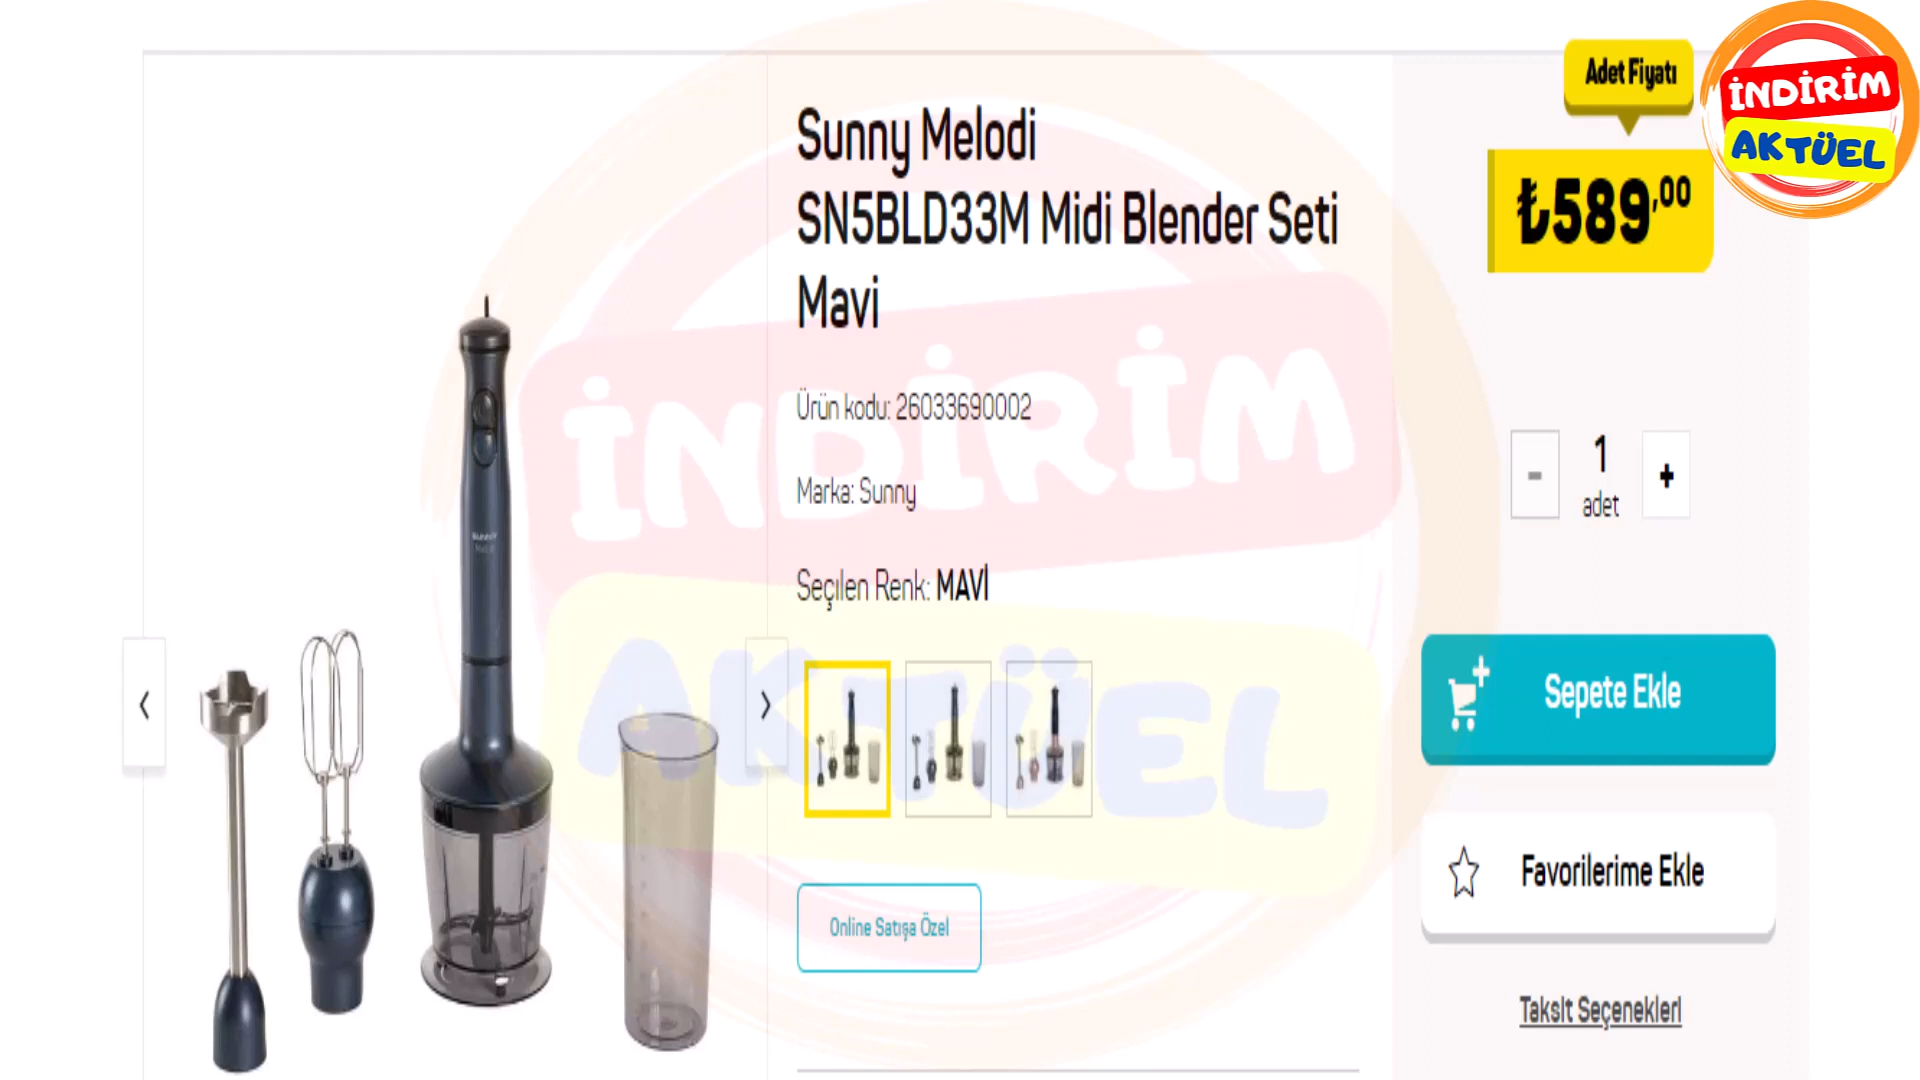 Adet Fiyatı
İNDİRİM
AKTÜEL
₺589,00
Sunny Melodi
SN5BLD33M Midi Blender Seti
Mavi
Ürün kodu: 26033690002
Marka: Sunny
Seçilen Renk: MAVİ
sunny
Online Satışa Özel
- 1 +
adet
Sepete Ekle
Favorilerime Ekle
Taksit Seçenekleri
İNDİRİM
AKTÜEL